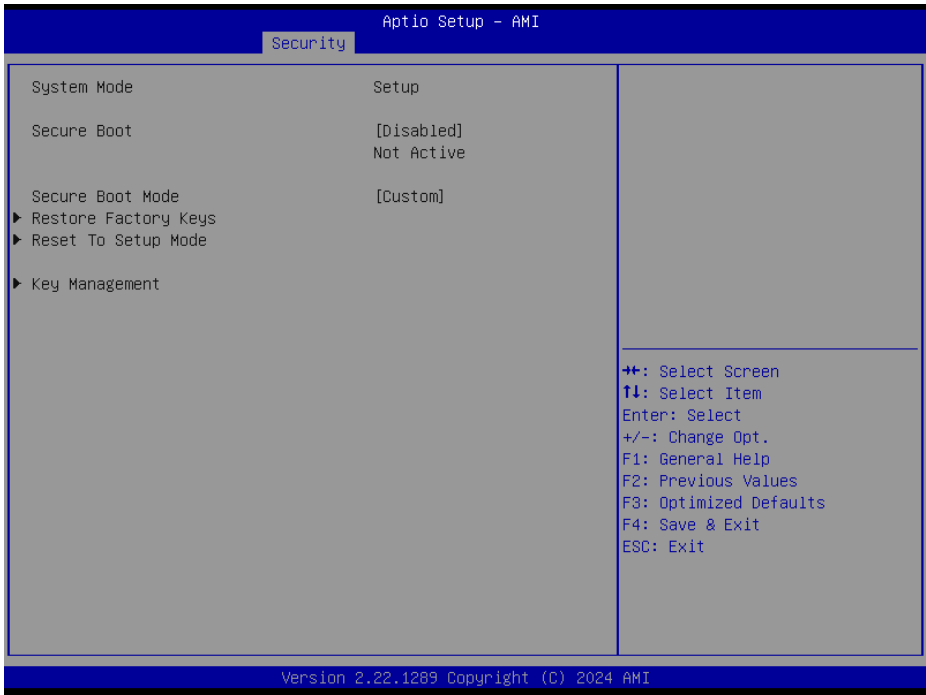 Aptio Setup – AMI
Security
System Mode Setup
Secure Boot [Disabled]
Not Active
Secure Boot Mode [Custom]
▶ Restore Factory Keys
▶ Reset To Setup Mode
▶ Key Management
→←: Select Screen
↑↓: Select Item
Enter: Select
+/-: Change Opt.
F1: General Help
F2: Previous Values
F3: Optimized Defaults
F4: Save & Exit
ESC: Exit
Version 2.22.1289 Copyright (C) 2024 AMI